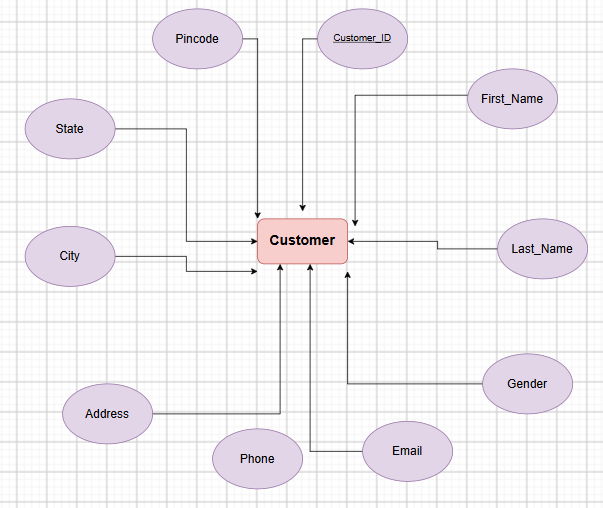 Pincode
Customer_ID
First_Name
State
Customer
Last_Name
City
Gender
Address
Email
Phone